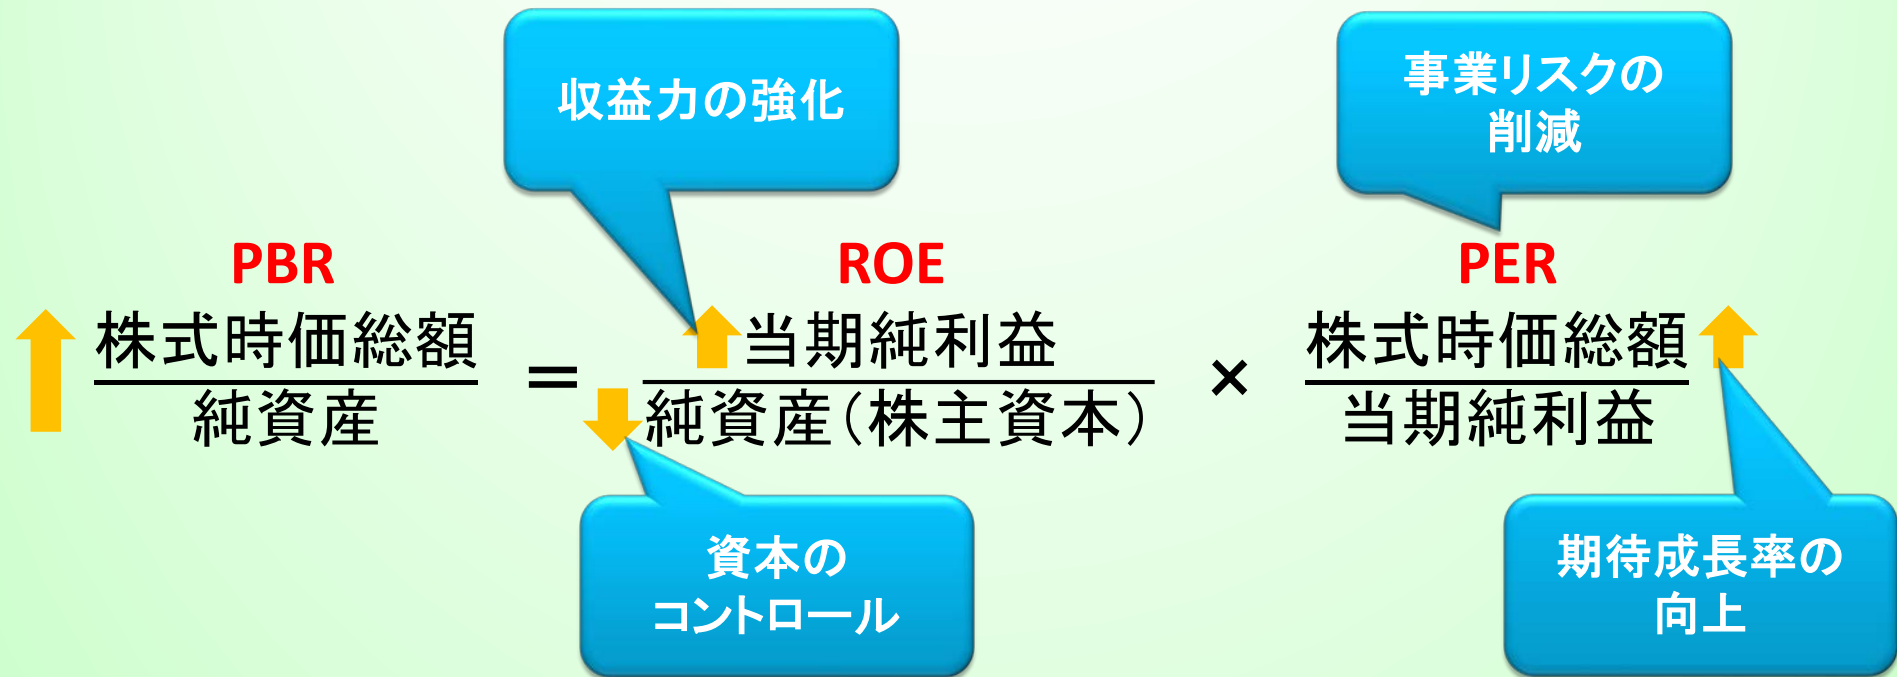 収益力の強化
事業リスクの
削減
PBR
ROE
PER
株式時価総額
純資産
=
当期純利益
純資産(株主資本)
×
株式時価総額
当期純利益
資本の
コントロール
期待成長率の
向上